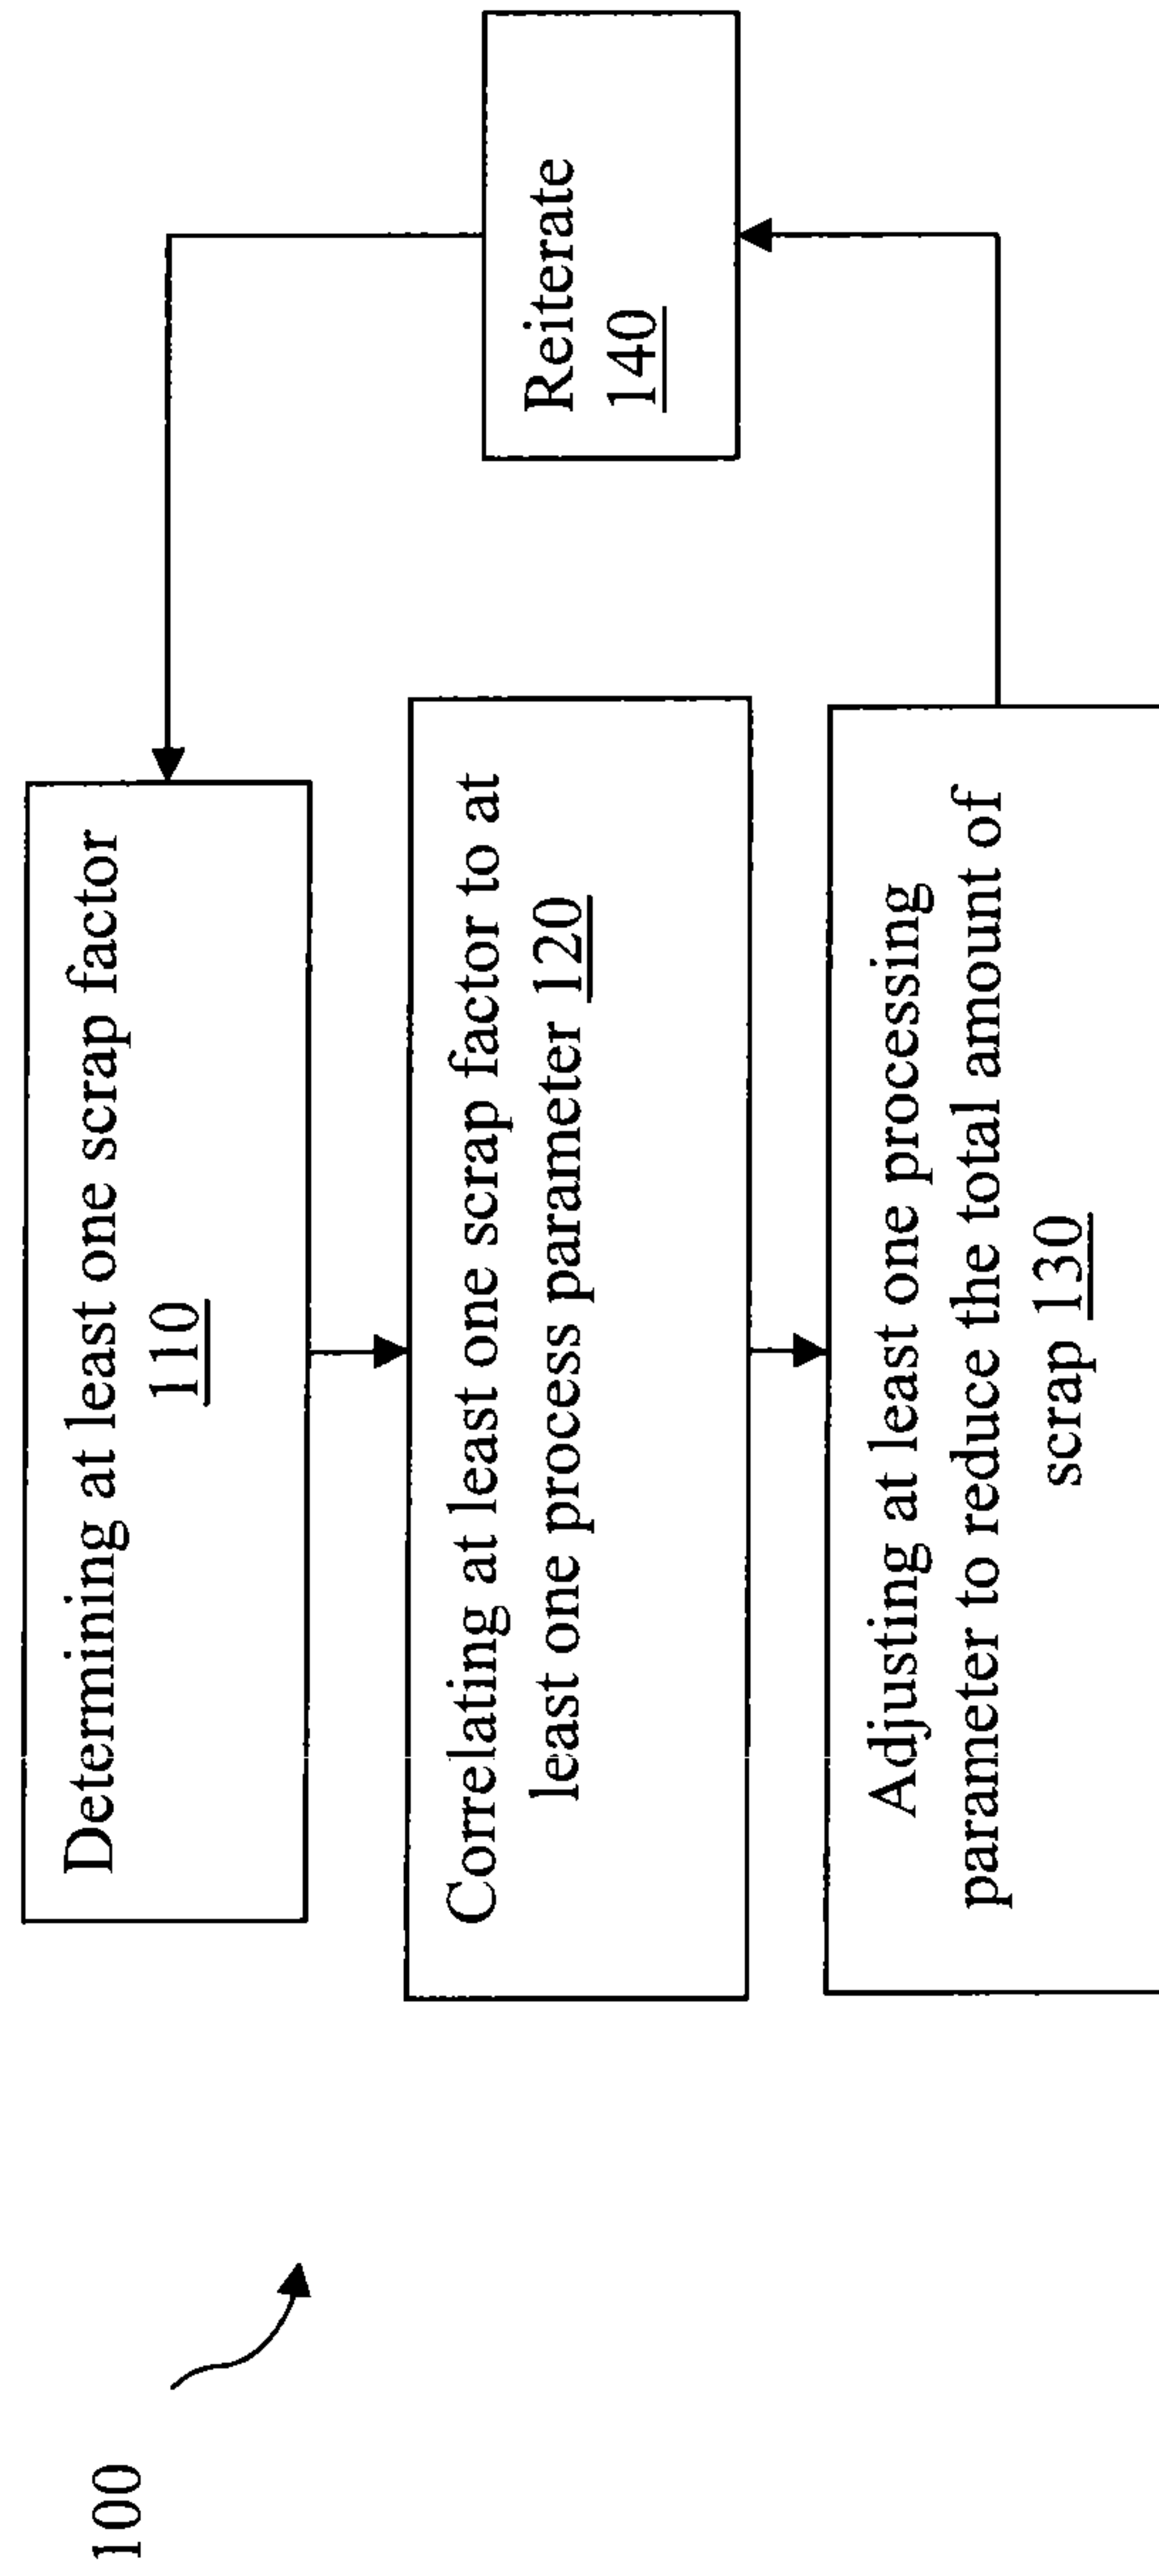 100
Determining at least one scrap factor
110
Correlating at least one scrap factor to at
least one process parameter 120
Adjusting at least one processing
parameter to reduce the total amount of
scrap 130
Reiterate
140